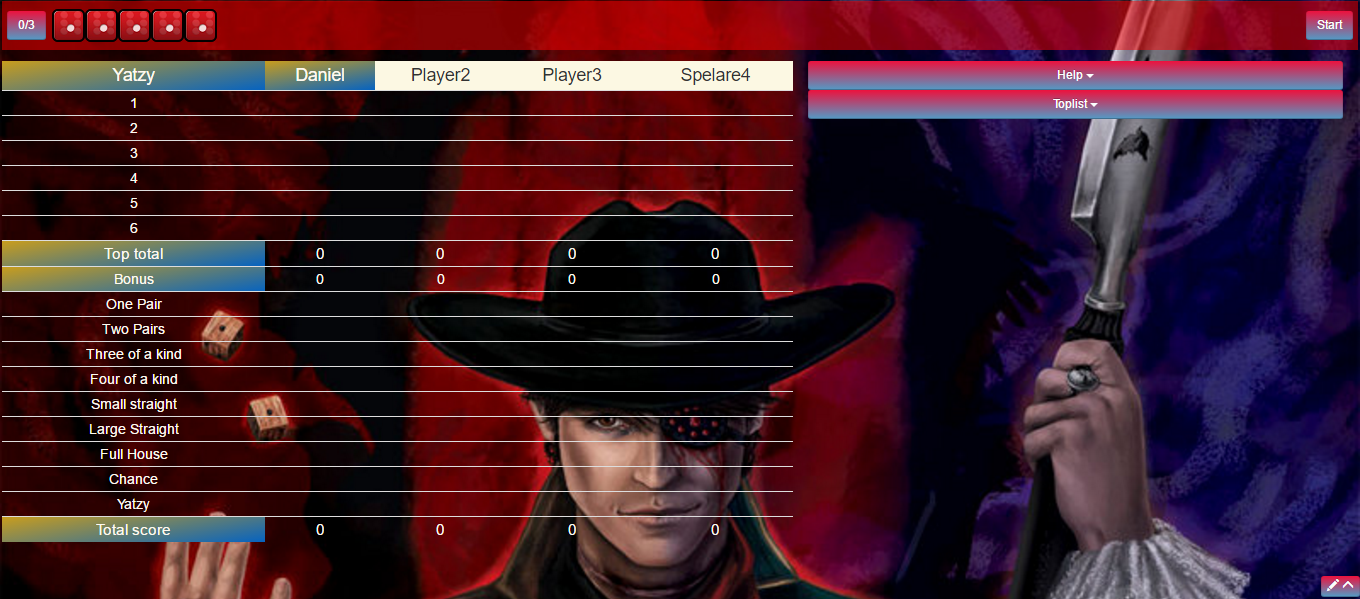 0/3 Start
Yatzy Daniel Player2 Player3 Spelare4
Help
Toplist
1
2
3
4
5
6
Top total 0 0 0 0
Bonus 0 0 0 0
One Pair
Two Pairs
Three of a kind
Four of a kind
Small straight
Large Straight
Full House
Chance
Yatzy
Total score 0 0 0 0